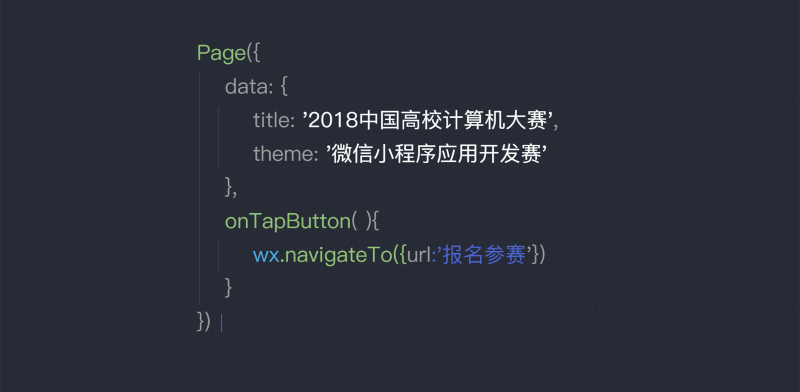 Page({
data: {
title: '2018中国高校计算机大赛',
theme: '微信小程序应用开发赛'
},
onTapButton( ){
wx.navigateTo({url:'报名参赛'})
}
})